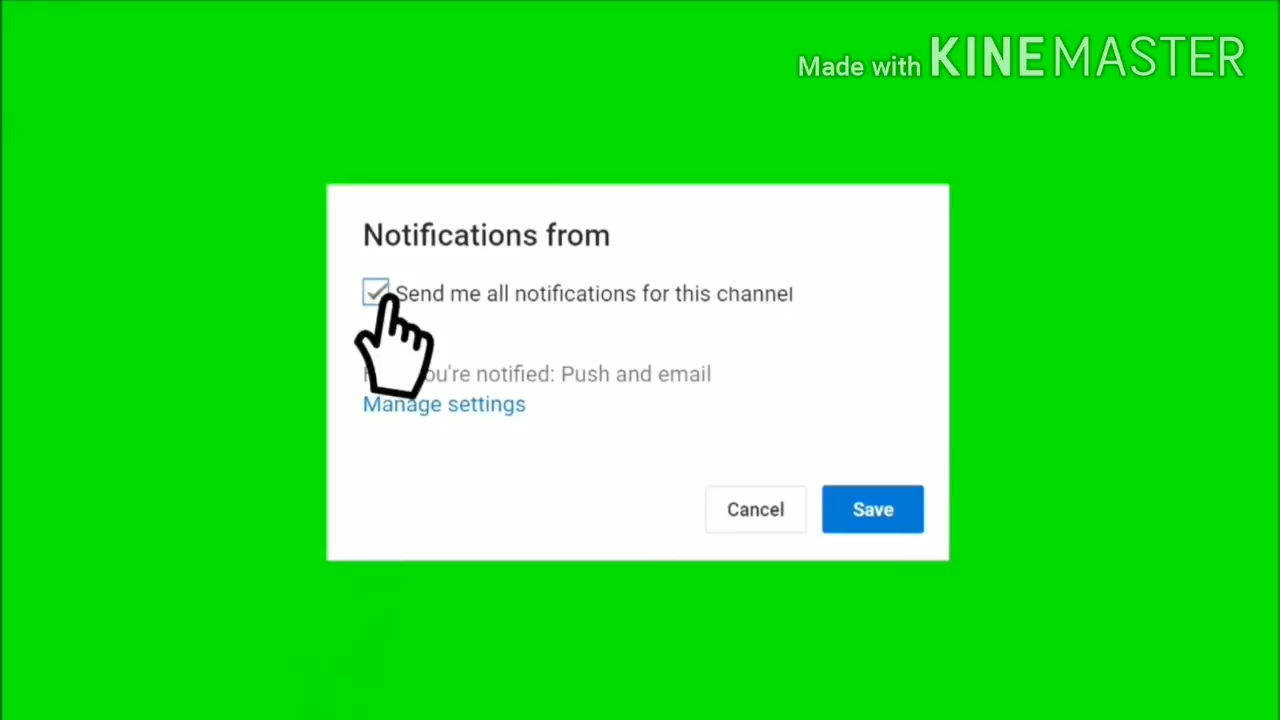 Made with KINEMASTER
Notifications from
Send me all notifications for this channel
you're notified: Push and email
Manage settings
Cancel
Save